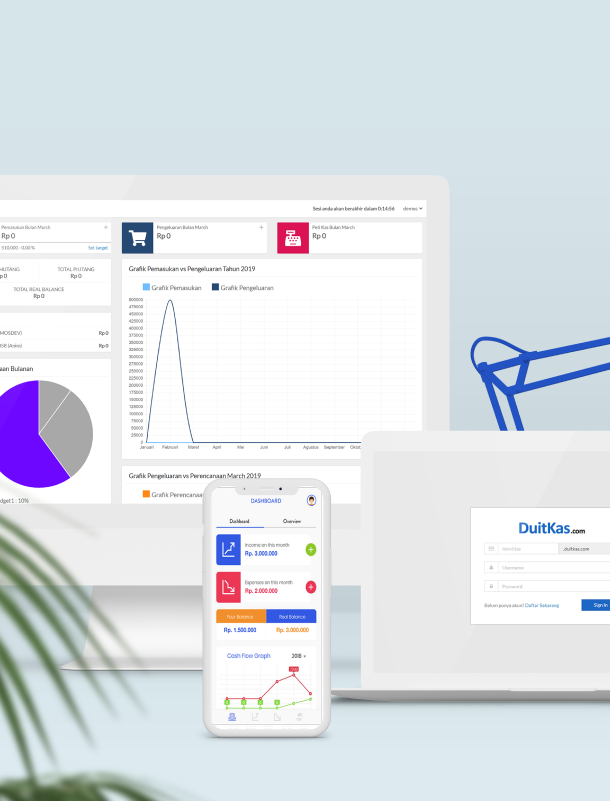 Sesi anda akan berakhir dalam 0:14:56 demos
Pemasukan Bulan March +
Rp 0
510,000 - 0,00 % Set target
Pengeluaran Bulan March +
Rp 0
Peti Kas Bulan March
Rp 0
HUTANG
p 0
TOTAL PIUTANG
Rp 0
TOTAL REAL BALANCE
Rp 0
MOSDEV) Rp 0
(Anim) Rp 0
aan Bulanan
dget1 : 10%
Grafik Pemasukan vs Pengeluaran Tahun 2019
Grafik Pemasukan Grafik Pengeluaran
500000
475000
450000
425000
400000
375000
350000
325000
300000
275000
250000
225000
200000
175000
150000
125000
100000
75000
50000
25000
0
Januari Februari Maret April Mei Juni Juli Agustus September Oktob
Grafik Pengeluaran vs Perencanaan March 2019
Grafik Perencanaa
DASHBOARD
Dashboard Overview
Income on this month
Rp. 3.000.000
+
Expenses on this month
Rp. 2.000.000
+
Your Balance Real Balance
Rp. 1.500.000 Rp. 3.000.000
Cash Flow Graph 2018
DuitKas.com
.duitkas.com
Username
Password
Belum punya akun? Daftar Sekarang
Sign In